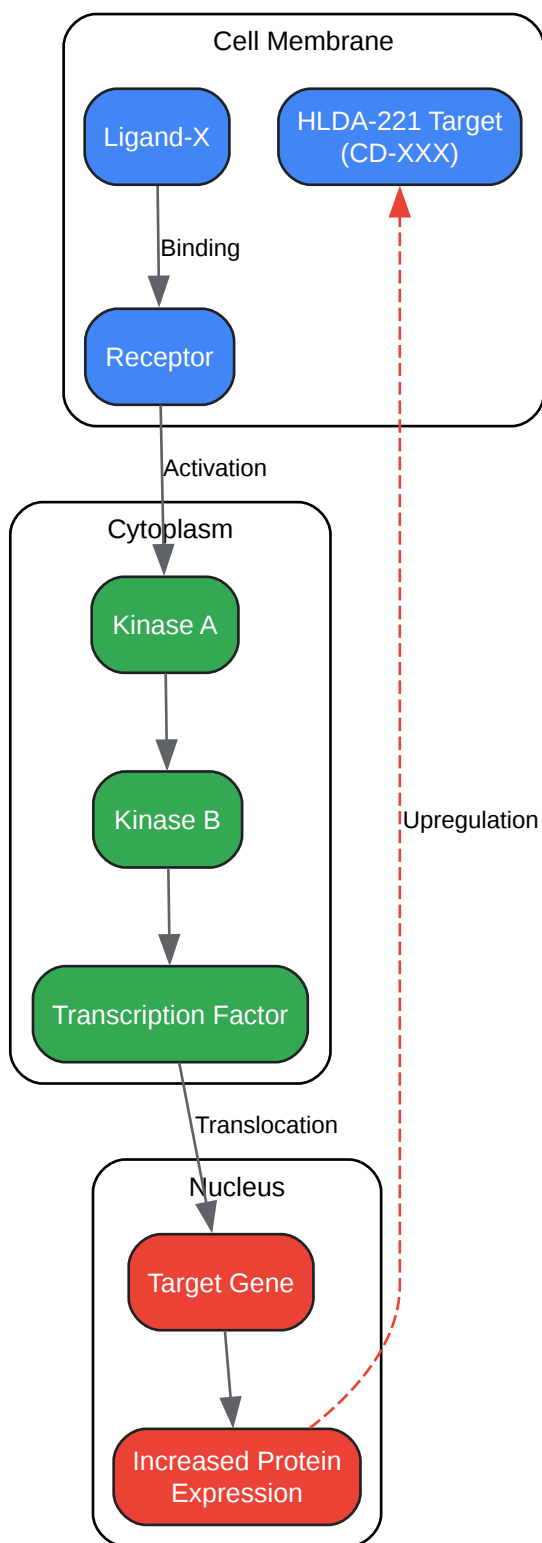 Cell Membrane
Ligand-X
HLDA-221 Target
(CD-XXX)
Binding
Receptor
Activation
Cytoplasm
Kinase A
Kinase B
Upregulation
Transcription Factor
Translocation
Nucleus
Target Gene
Increased Protein
Expression